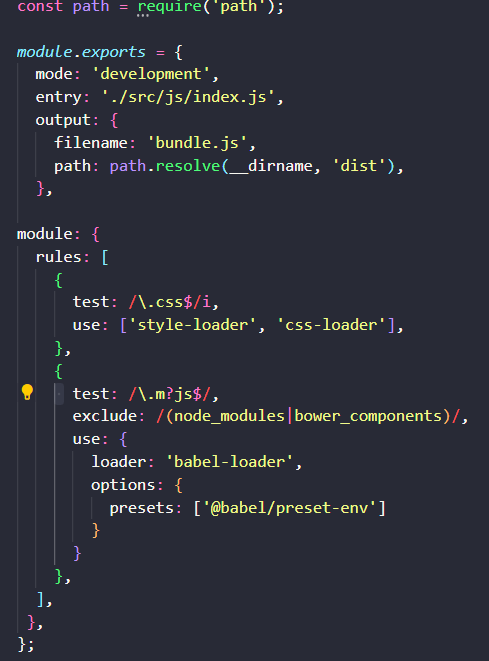 const path = require('path');

module.exports = {
  mode: 'development',
  entry: './src/js/index.js',
  output: {
    filename: 'bundle.js',
    path: path.resolve(__dirname, 'dist'),
  },

module: {
  rules: [
    {
      test: /\.css$/i,
      use: ['style-loader', 'css-loader'],
    },
    {
      test: /\.m?js$/,
      exclude: /(node_modules|bower_components)/,
      use: {
        loader: 'babel-loader',
        options: {
          presets: ['@babel/preset-env']
        }
      }
    },
  ],
 },
};